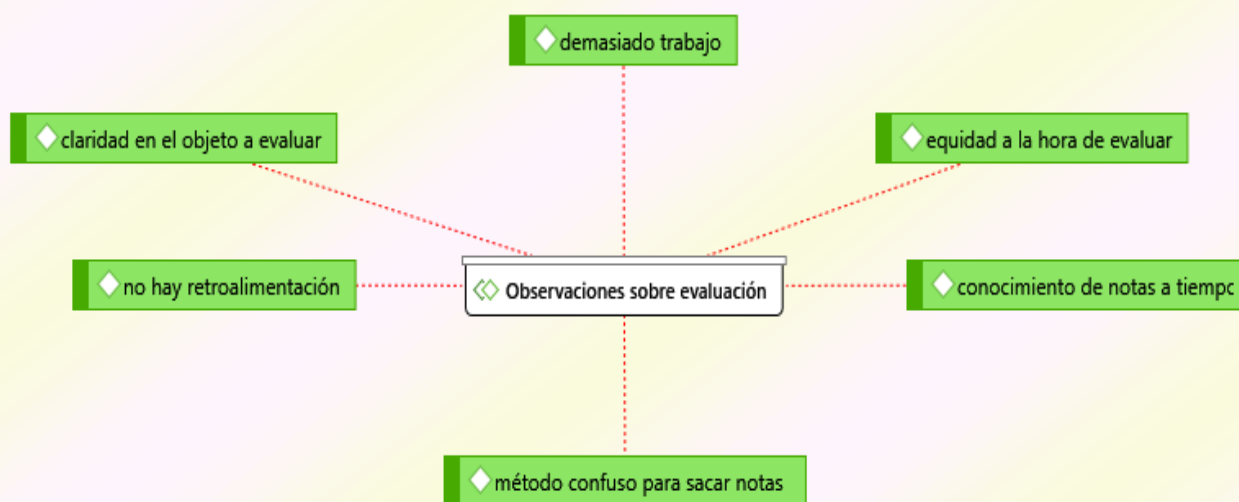 demasiado trabajo
claridad en el objeto a evaluar
equidad a la hora de evaluar
no hay retroalimentación
Observaciones sobre evaluación
conocimiento de notas a tiempo
método confuso para sacar notas